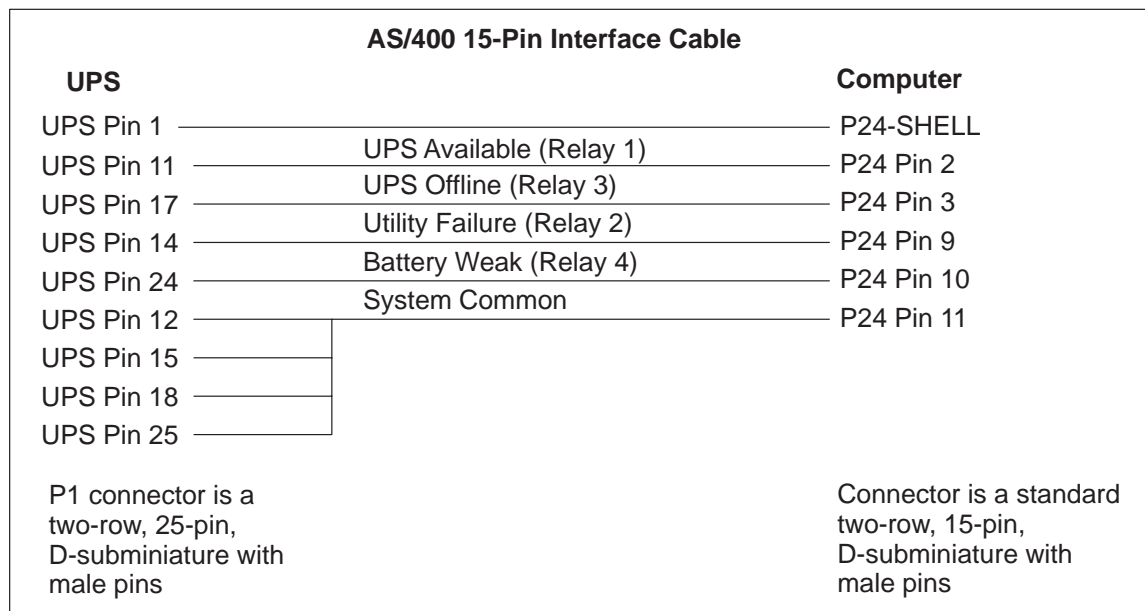 AS/400 15-Pin Interface Cable
UPS
Computer
UPS Pin 1
P24-SHELL
UPS Available (Relay 1)
UPS Pin 11
P24 Pin 2
UPS Offline (Relay 3)
UPS Pin 17
P24 Pin 3
Utility Failure (Relay 2)
UPS Pin 14
P24 Pin 9
Battery Weak (Relay 4)
UPS Pin 24
P24 Pin 10
System Common
UPS Pin 12
P24 Pin 11
UPS Pin 15
UPS Pin 18
UPS Pin 25
P1 connector is a
two-row, 25-pin,
D-subminiature with
male pins
Connector is a standard
two-row, 15-pin,
D-subminiature with
male pins